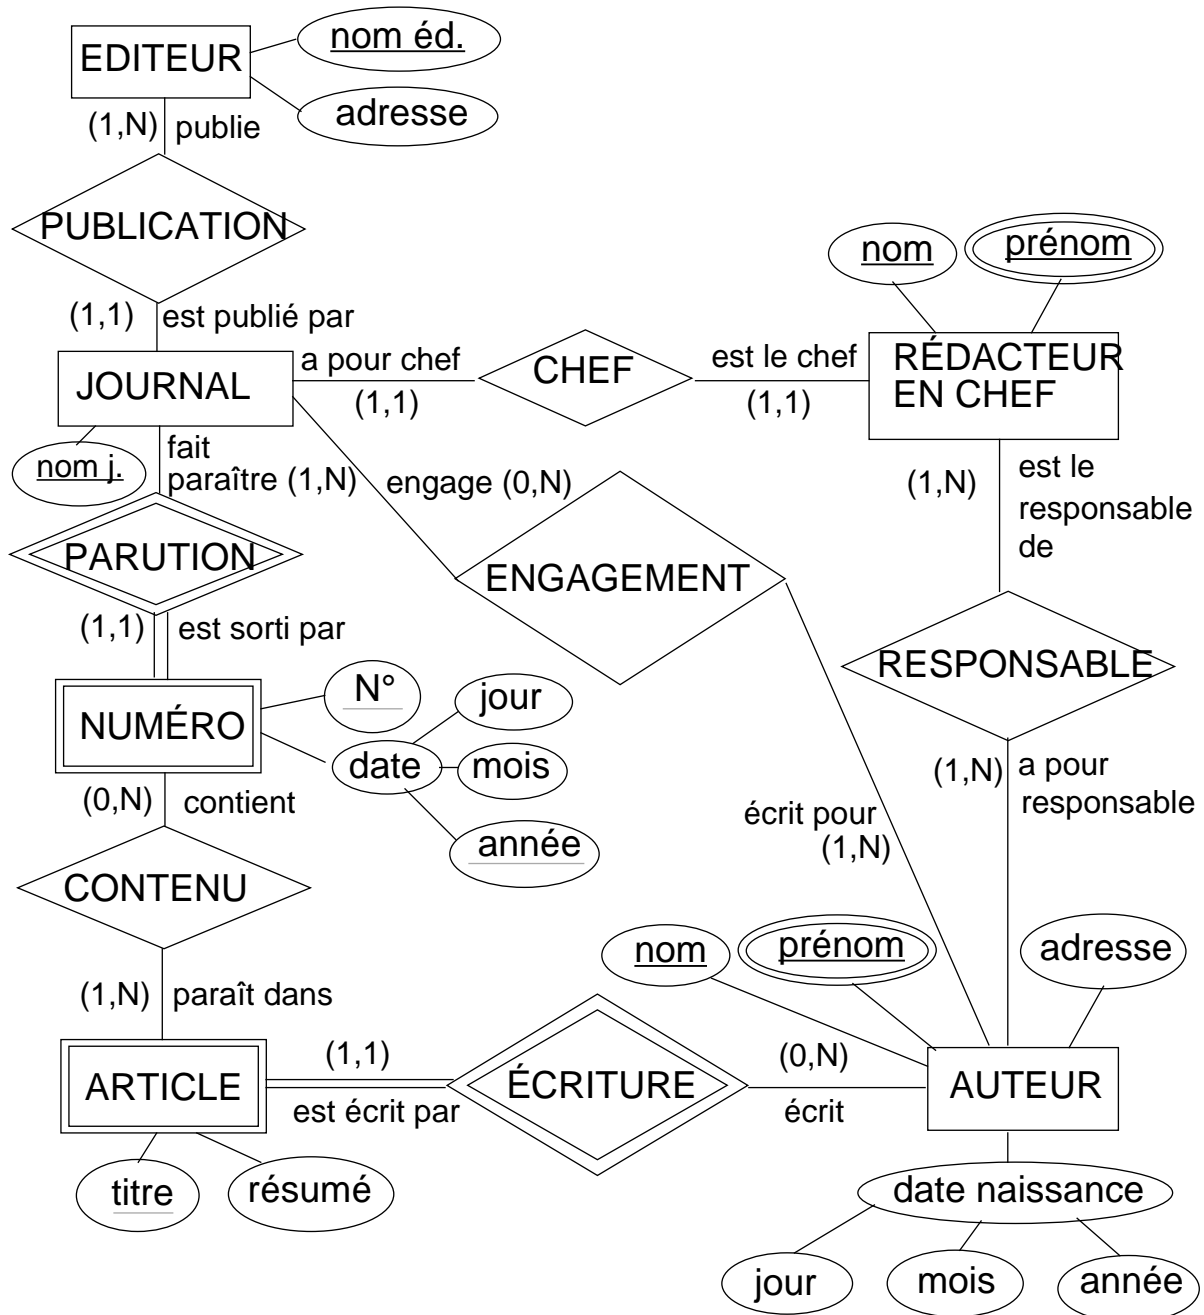 nom éd.
EDITEUR
adresse
(1,N) publie
PUBLICATION
nom
prénom
(1,1) est publié par
a pour chef
CHEF
est le chef
RÉDACTEUR
EN CHEF
JOURNAL
(1,1)
(1,1)
nom j.
fait
paraître (1,N)
engage (0,N)
(1,N)
est le
responsable
de
PARUTION
ENGAGEMENT
(1,1) est sorti par
RESPONSABLE
N°
jour
NUMÉRO
date
mois
(1,N) a pour
responsable
(0,N) contient
année
écrit pour
(1,N)
CONTENU
nom
prénom
adresse
(1,N) paraît dans
(1,1)
(0,N)
ARTICLE
ÉCRITURE
AUTEUR
est écrit par
écrit
titre
résumé
date naissance
jour
mois
année